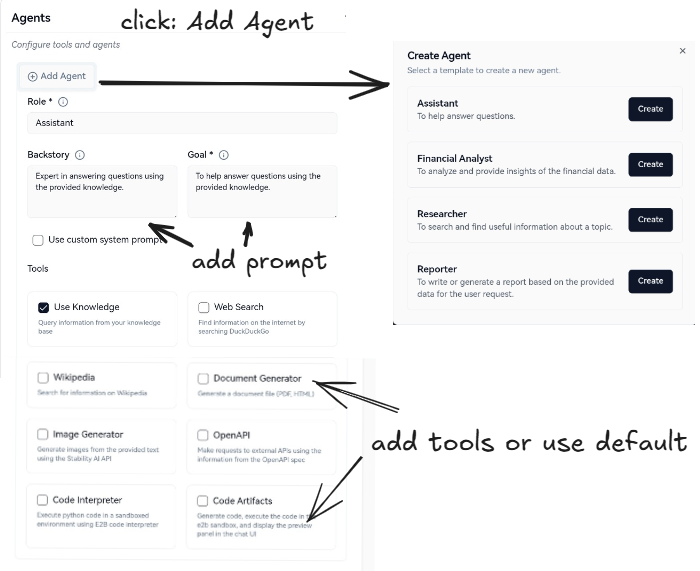 Agents
click: Add Agent
Configure tools and agents
Add Agent
Role *
Assistant
Backstory
Goal *
Expert in answering questions using
the provided knowledge.
To help answer questions using the
provided knowledge.
Use custom system prompt
add prompt
Tools
Use Knowledge
Query information from your knowledge
base
Web Search
Find information on the Internet by
searching DuckDuckGo
Wikipedia
Search for information on Wikipedia
Document Generator
Generate a document file (PDF, HTML)
Image Generator
Generate images from the provided text
using the Stability AI API
OpenAPI
Make requests to external APIs using the
information from the OpenAPI spec
Code Interpreter
Execute python code in a sandboxed
environment using E2B code interpreter
Code Artifacts
Generate code, execute the code in the
e2b sandbox, and display the preview
panel in the chat UI
add tools or use default
Create Agent
Select a template to create a new agent.
Assistant
To help answer questions.
Create
Financial Analyst
To analyze and provide insights of the financial data.
Create
Researcher
To search and find useful information about a topic.
Create
Reporter
To write or generate a report based on the provided
data for the user request.
Create